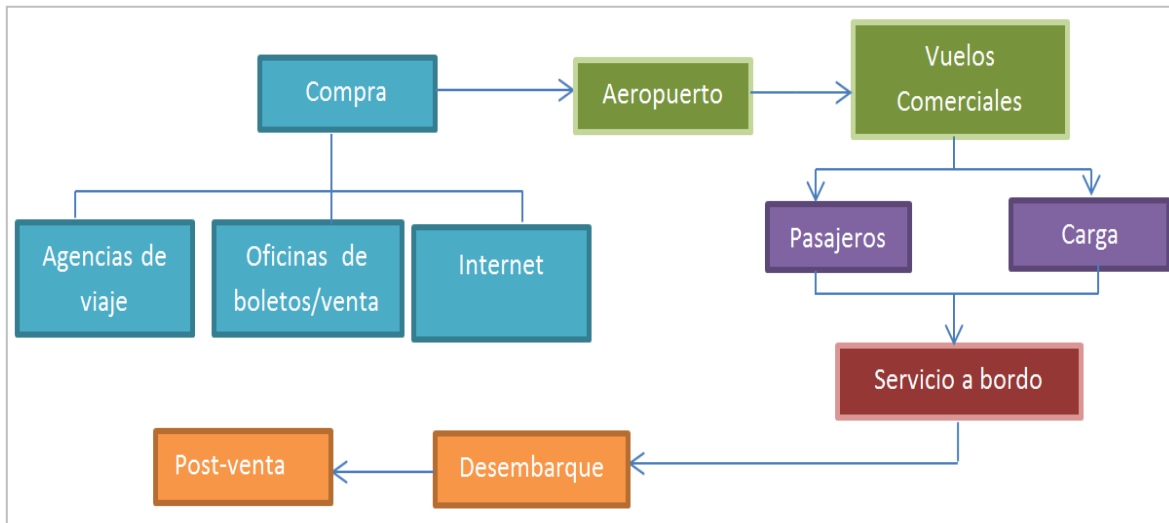 Compra
Aeropuerto
Vuelos
Comerciales
Agencias de
viaje
Oficinas de
boletos/venta
Internet
Pasajeros
Carga
Servicio a bordo
Desembarque
Post-venta